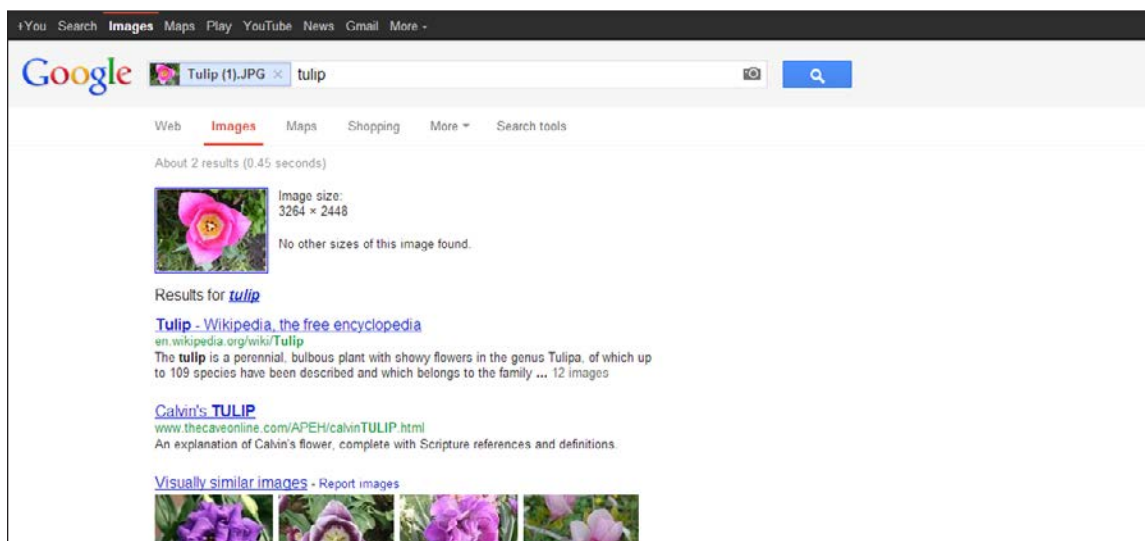 +You Search Images Maps Play YouTube News Gmail More
Google Tulip (1).JPG × tulip
Web Images Maps Shopping More Search tools
About 2 results (0.45 seconds)
Image size:
3264 × 2448
No other sizes of this image found.
Results for tulip
Tulip - Wikipedia, the free encyclopedia
en.wikipedia.org/wiki/Tulip
The tulip is a perennial, bulbous plant with showy flowers in the genus Tulipa, of which up
to 109 species have been described and which belongs to the family ... 12 images
Calvin's TULIP
www.thecaveonline.com/APEH/calvinTULIP.html
An explanation of Calvin's flower, complete with Scripture references and definitions.
Visually similar images - Report images